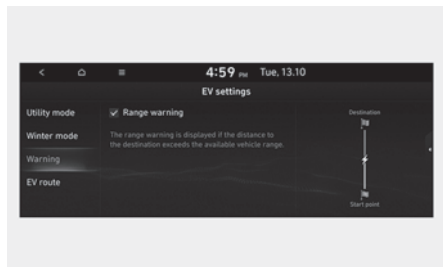 4:59 PM Tue, 13.10
EV settings
Utility mode
Range warning
Destination
Winter mode
The range warning is displayed if the distance to
the destination exceeds the available vehicle range.
Warning
EV route
Start point